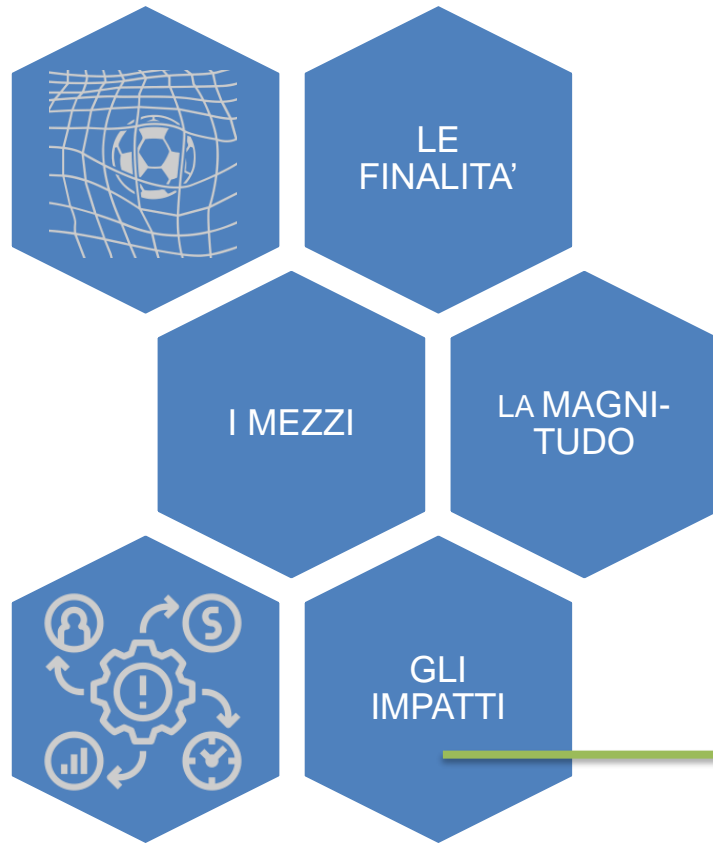 LE
FINALITA’
I MEZZI
LA MAGNI-
TUDO
S
GLI
IMPATTI